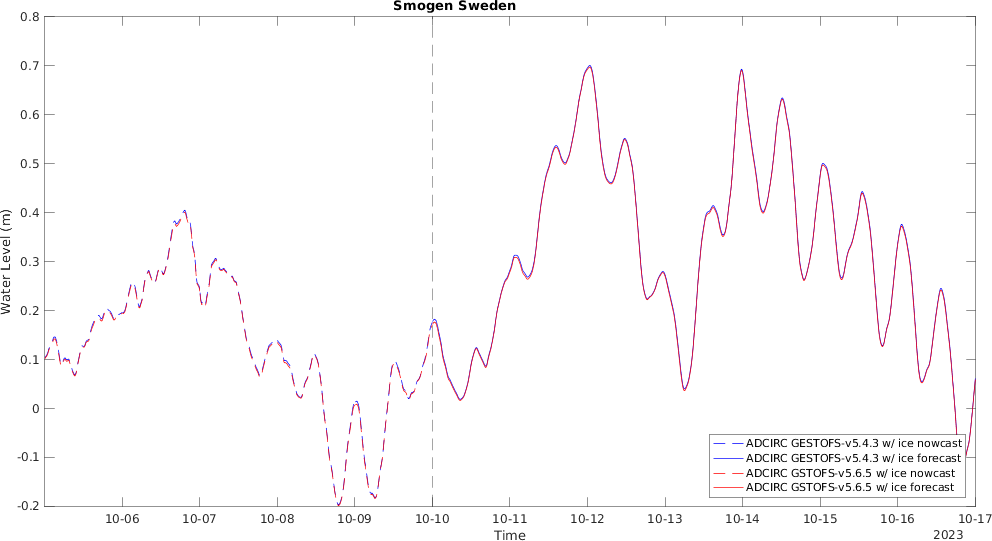 Smogen Sweden
0.8
0.7
0.6
0.5
0.4
0.3
0.2
0.1
0
-0.1
-0.2
Water Level (m)
ADCIRC GESTOFS-v5.4.3 w/ ice nowcast
ADCIRC GESTOFS-v5.4.3 w/ ice forecast
ADCIRC GSTOFS-v5.6.5 w/ ice nowcast
ADCIRC GSTOFS-v5.6.5 w/ ice forecast
10-06 10-07 10-08 10-09 10-10 10-11 10-12 10-13 10-14 10-15 10-16 10-17
Time
2023